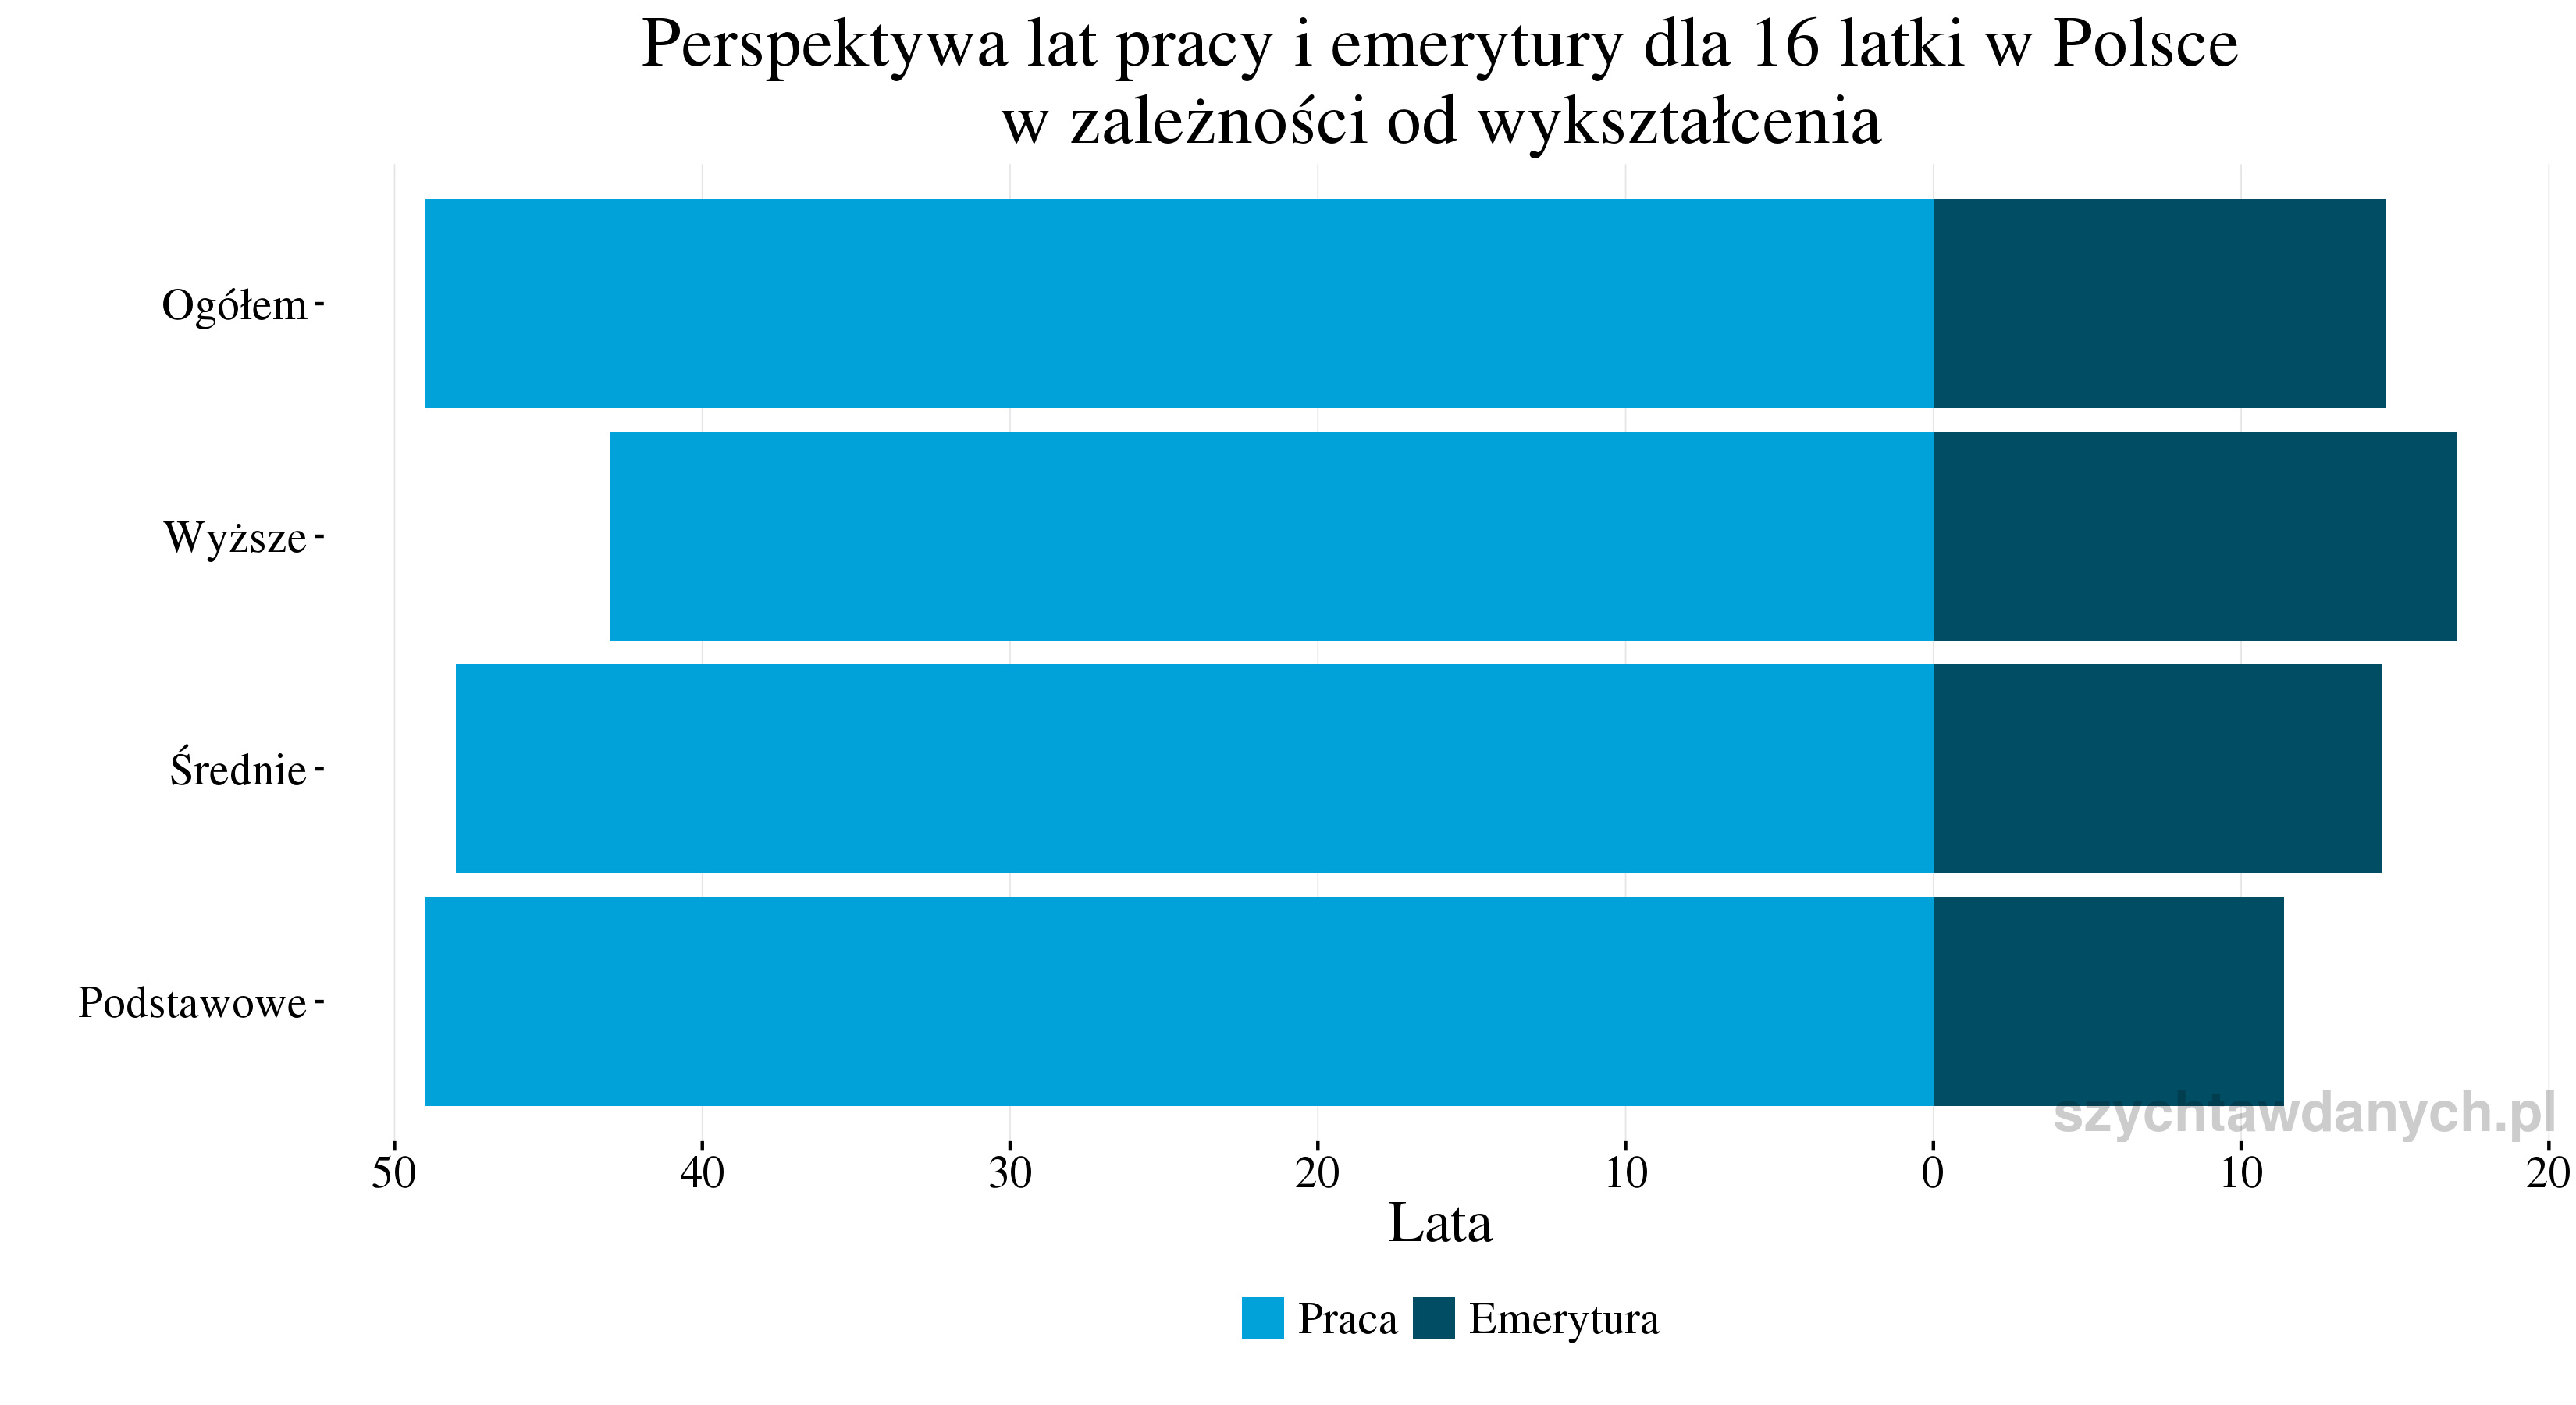 Perspektywa lat pracy i emerytury dla 16 latki w Polsce
w zależności od wykształcenia
Ogółem
Wyższe
Średnie
Podstawowe
szychtawdanych.pl
50 40 30 20 10 0 10 20
Lata
Praca Emerytura